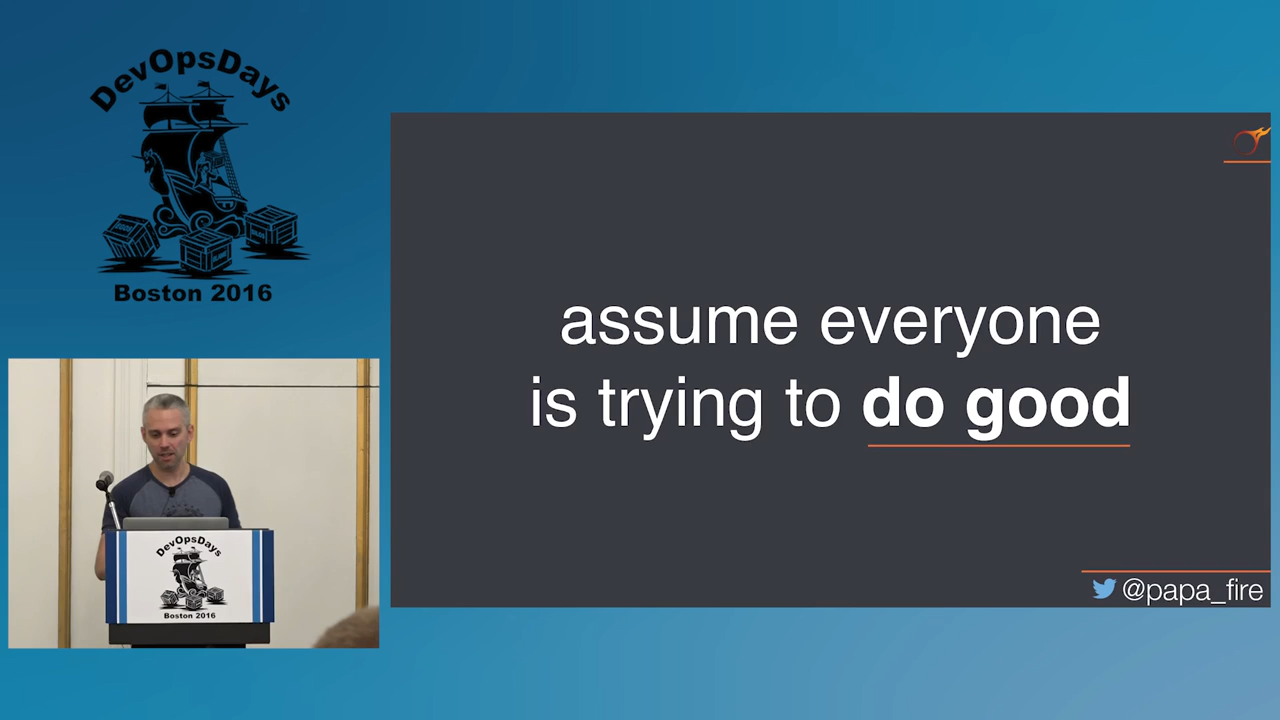 DevOpsDays
Boston 2016
assume everyone
is trying to do good
@papa_fire
DevOpsDays
Boston 2016